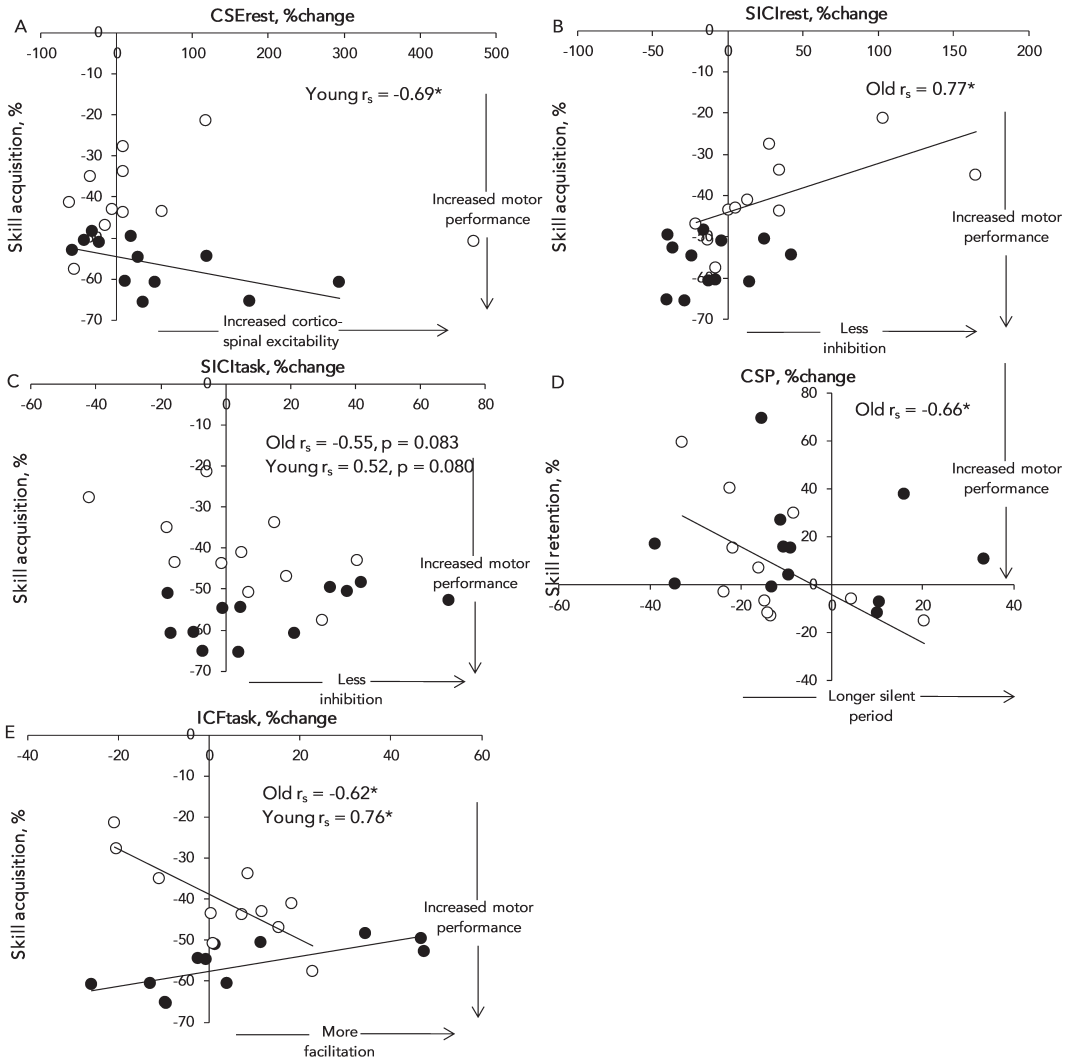 A
CSErest, %change
-100 0 100 200 300 400 500
0
-10
-20
-30
-40
-50
-60
-70
Skill acquisition, %
Young rs = -0.69*
Increased motor
performance
Increased cortico-
spinal excitability
B
SICIrest, %change
-100 -50 0 50 100 150 200
0
-10
-20
-30
-40
-50
-60
-70
Skill acquisition, %
Old rs = 0.77*
Increased motor
performance
Less
inhibition
C
SICItask, %change
-60 -40 -20 0 20 40 60 80
0
-10
-20
-30
-40
-50
-60
-70
Skill acquisition, %
Old rs = -0.55, p = 0.083
Young rs = 0.52, p = 0.080
Increased motor
performance
Less
inhibition
D
CSP, %change
80
60
40
20
0
-20
-40
-60 -40 -20 20 40
Skill retention, %
Old rs = -0.66*
Increased motor
performance
Longer silent
period
E
ICFtask, %change
-40 -20 0 20 40 60
0
-10
-20
-30
-40
-50
-60
-70
Skill acquisition, %
Old rs = -0.62*
Young rs = 0.76*
Increased motor
performance
More
facilitation